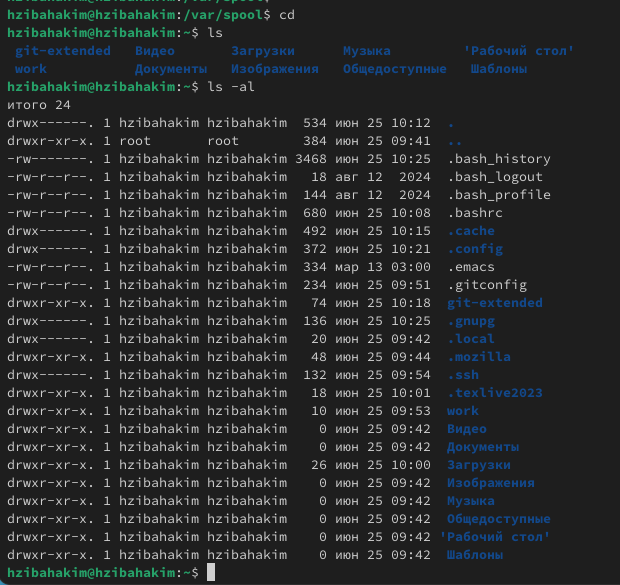 hzibahakim@hzibahakim:/var/spool$
hzibahakim@hzibahakim:/var/spool$ cd
hzibahakim@hzibahakim:~$ ls
git-extended Видео Загрузки Музыка 'Рабочий стол'
work Документы Изображения Общедоступные Шаблоны
hzibahakim@hzibahakim:~$ ls -al
итого 24
drwx------. 1 hzibahakim hzibahakim 534 июн 25 10:12 .
drwxr-xr-x. 1 root root 384 июн 25 09:41 ..
-rw-------. 1 hzibahakim hzibahakim 3468 июн 25 10:25 .bash_history
-rw-r--r--. 1 hzibahakim hzibahakim 18 авг 12 2024 .bash_logout
-rw-r--r--. 1 hzibahakim hzibahakim 144 авг 12 2024 .bash_profile
-rw-r--r--. 1 hzibahakim hzibahakim 680 июн 25 10:08 .bashrc
drwx------. 1 hzibahakim hzibahakim 492 июн 25 10:15 .cache
drwx------. 1 hzibahakim hzibahakim 372 июн 25 10:21 .config
-rw-r--r--. 1 hzibahakim hzibahakim 334 мар 13 03:00 .emacs
-rw-r--r--. 1 hzibahakim hzibahakim 234 июн 25 09:51 .gitconfig
drwxr-xr-x. 1 hzibahakim hzibahakim 74 июн 25 10:18 git-extended
drwx------. 1 hzibahakim hzibahakim 136 июн 25 10:25 .gnupg
drwx------. 1 hzibahakim hzibahakim 20 июн 25 09:42 .local
drwxr-xr-x. 1 hzibahakim hzibahakim 48 июн 25 09:44 .mozilla
drwx------. 1 hzibahakim hzibahakim 132 июн 25 09:54 .ssh
drwxr-xr-x. 1 hzibahakim hzibahakim 18 июн 25 10:01 .texlive2023
drwxr-xr-x. 1 hzibahakim hzibahakim 10 июн 25 09:53 work
drwxr-xr-x. 1 hzibahakim hzibahakim 0 июн 25 09:42 Видео
drwxr-xr-x. 1 hzibahakim hzibahakim 0 июн 25 09:42 Документы
drwxr-xr-x. 1 hzibahakim hzibahakim 26 июн 25 10:00 Загрузки
drwxr-xr-x. 1 hzibahakim hzibahakim 0 июн 25 09:42 Изображения
drwxr-xr-x. 1 hzibahakim hzibahakim 0 июн 25 09:42 Музыка
drwxr-xr-x. 1 hzibahakim hzibahakim 0 июн 25 09:42 Общедоступные
drwxr-xr-x. 1 hzibahakim hzibahakim 0 июн 25 09:42 'Рабочий стол'
drwxr-xr-x. 1 hzibahakim hzibahakim 0 июн 25 09:42 Шаблоны
hzibahakim@hzibahakim:~$